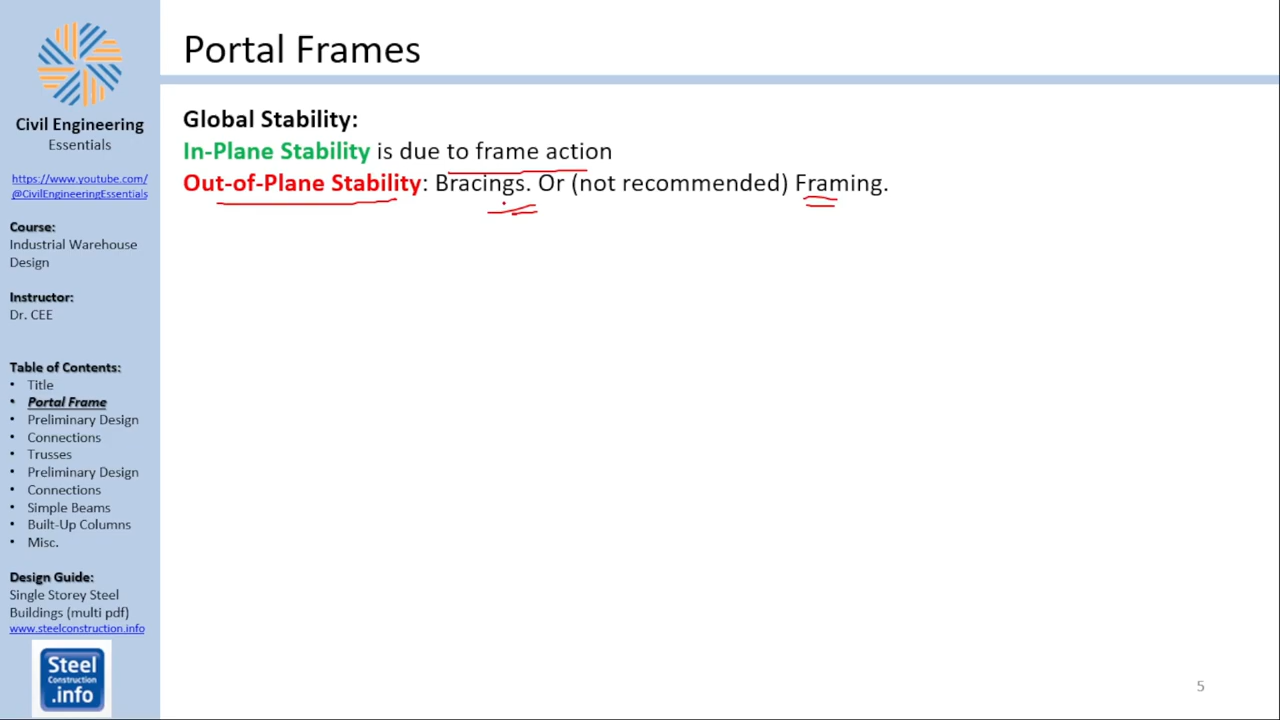 Portal Frames
Civil Engineering
Essentials
https://www.youtube.com/
@CivilEngineeringEssentials
Course:
Industrial Warehouse
Design
Instructor:
Dr. CEE
Table of Contents:
• Title
• Portal Frame
• Preliminary Design
• Connections
• Trusses
• Preliminary Design
• Connections
• Simple Beams
• Built-Up Columns
• Misc.
Design Guide:
Single Storey Steel
Buildings (multi pdf)
www.steelconstruction.info
Steel
Construction
.info
Global Stability:
In-Plane Stability is due to frame action
Out-of-Plane Stability: Bracings. Or (not recommended) Framing.
5